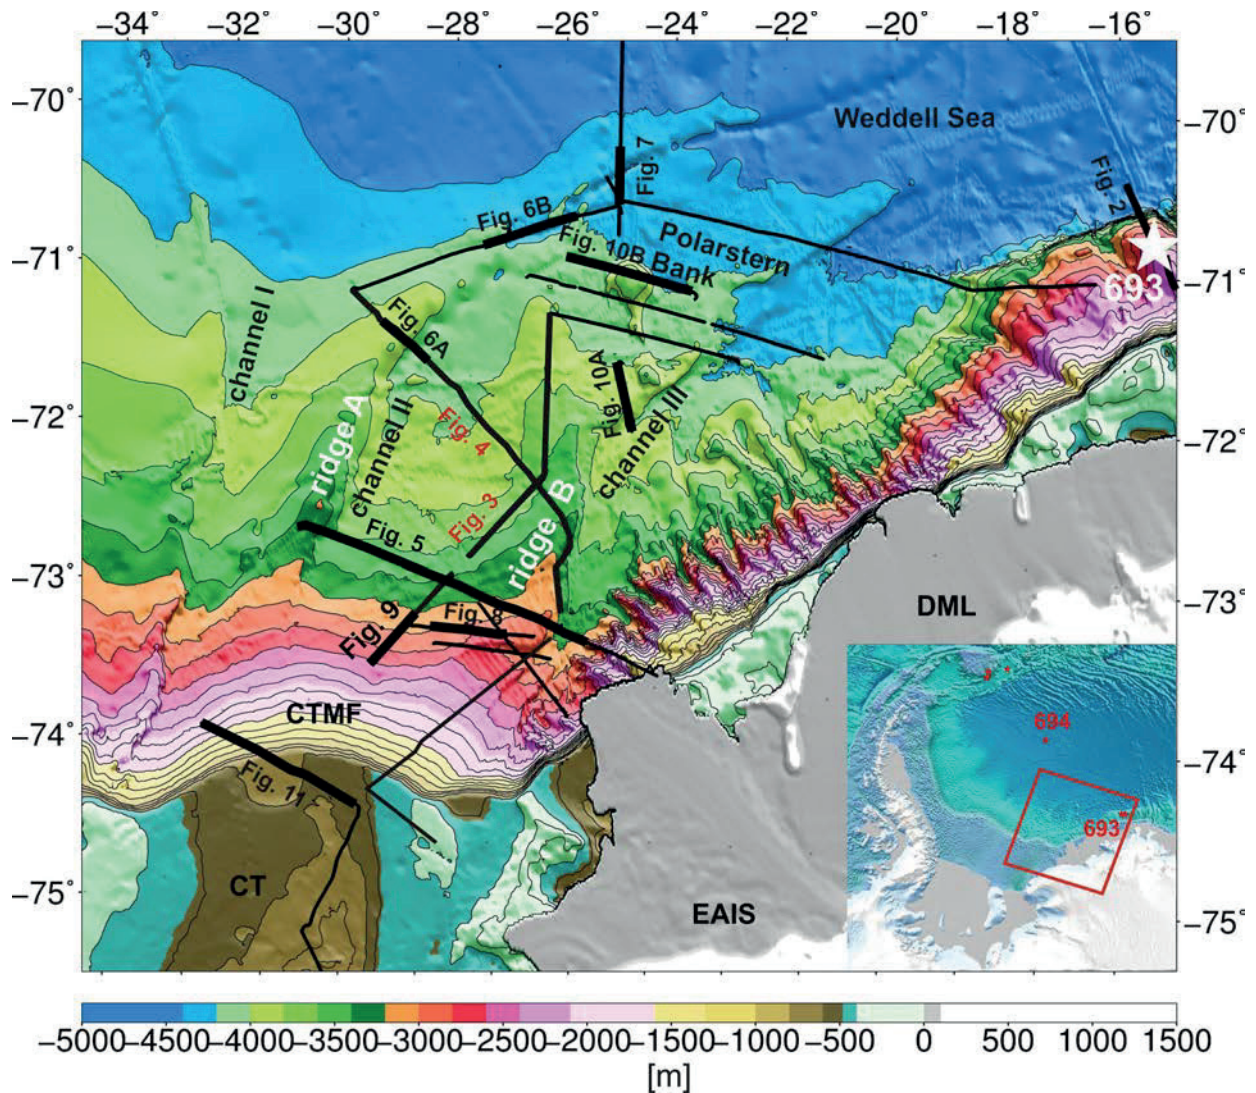 −34° −32° −30° −28° −26° −24° −22° −20° −18° −16°
−70° −70°
Weddell Sea
Fig. 7
Fig. 2
Fig. 6B
Polarstern
Fig. 10B Bank
−71° −71°
693
channel I
Fig. 6A
Fig. 10A
channel III
−72° −72°
ridge A
channel II
Fig. 4
Fig. 3
ridge B
Fig. 5
−73° −73°
DML
Fig. 9
Fig. 8
CTMF
694
−74° −74°
Fig. 11
693
CT
EAIS
−75° −75°
−5000 −4500 −4000 −3500 −3000 −2500 −2000 −1500 −1000 −500 0 500 1000 1500
[m]